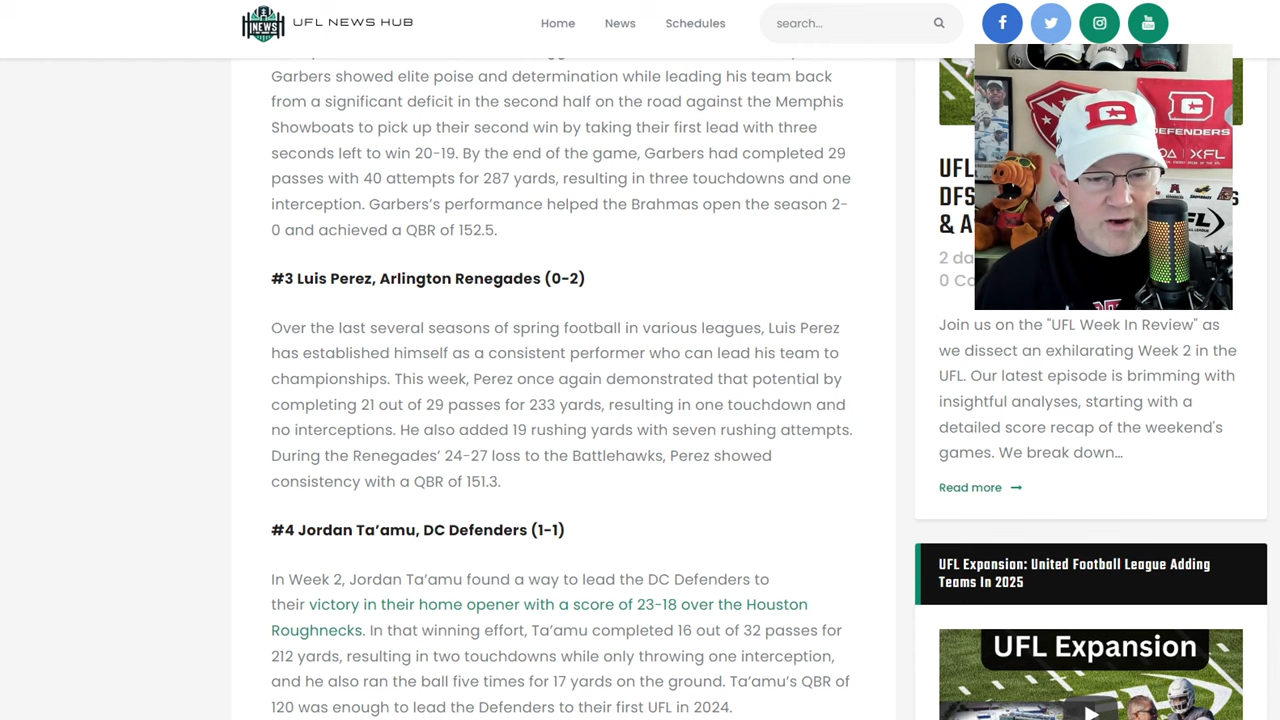 UFL NEWS HUB
Home
News
Schedules
search...
NEWS
Garbers showed elite poise and determination while leading his team back
from a significant deficit in the second half on the road against the Memphis
Showboats to pick up their second win by taking their first lead with three
seconds left to win 20-19. By the end of the game, Garbers had completed 29
passes with 40 attempts for 287 yards, resulting in three touchdowns and one
interception. Garbers's performance helped the Brahmas open the season 2-
0 and achieved a QBR of 152.5.
#3 Luis Perez, Arlington Renegades (0-2)
Over the last several seasons of spring football in various leagues, Luis Perez
has established himself as a consistent performer who can lead his team to
championships. This week, Perez once again demonstrated that potential by
completing 21 out of 29 passes for 233 yards, resulting in one touchdown and
no interceptions. He also added 19 rushing yards with seven rushing attempts.
During the Renegades' 24-27 loss to the Battlehawks, Perez showed
consistency with a QBR of 151.3.
#4 Jordan Ta'amu, DC Defenders (1-1)
In Week 2, Jordan Ta'amu found a way to lead the DC Defenders to
their victory in their home opener with a score of 23-18 over the Houston
Roughnecks. In that winning effort, Ta'amu completed 16 out of 32 passes for
212 yards, resulting in two touchdowns while only throwing one interception,
and he also ran the ball five times for 17 yards on the ground. Ta'amu's QBR of
120 was enough to lead the Defenders to their first UFL in 2024.
DEFENDERS
XFL
UFL
DFS
& A
2 da
0 Co
Join us on the "UFL Week In Review" as
we dissect an exhilarating Week 2 in the
UFL. Our latest episode is brimming with
insightful analyses, starting with a
detailed score recap of the weekend's
games. We break down…
Read more →
UFL Expansion: United Football League Adding
Teams In 2025
UFL Expansion